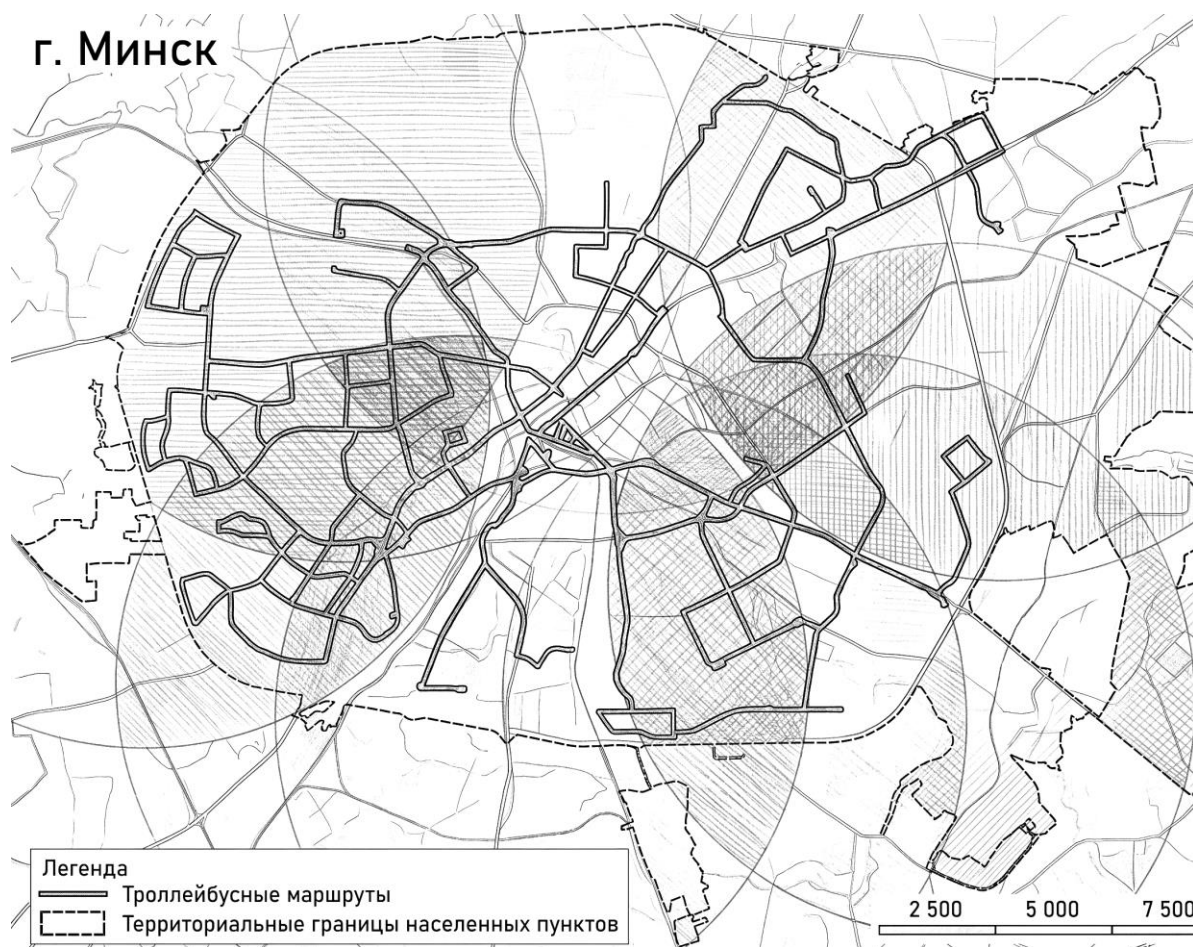 г. Минск
Легенда
Троллейбусные маршруты
Территориальные границы населенных пунктов
2 500 5 000 7 500